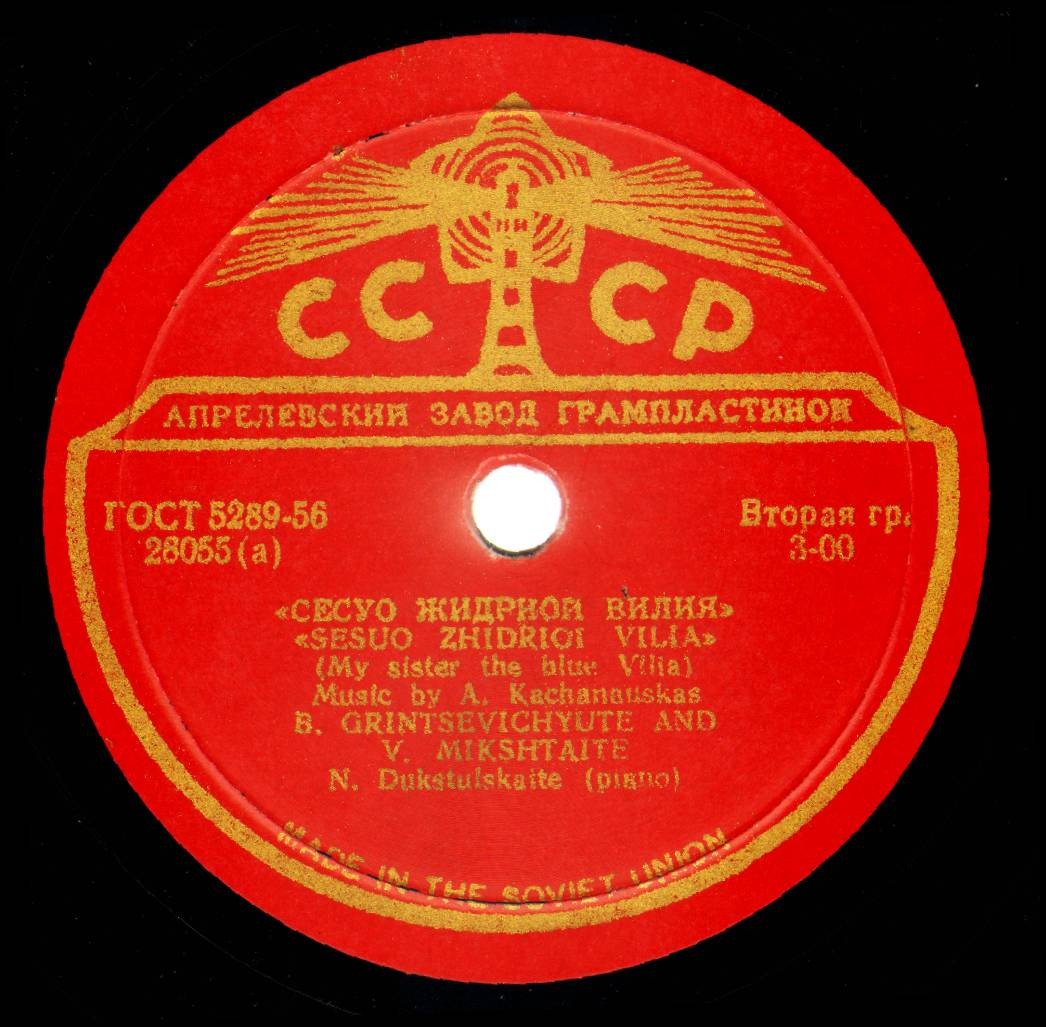 СССР
АПРЕЛЕВСКИЙ ЗАВОД ГРАМПЛАСТИНОК
ГОСТ 5289-56
28055(а)
Вторая гр.
3-00
«СЕСУО ЖИДРИОЙ ВИЛИЯ»
«SESUO ZHIDRIOI VILIA»
(My sister the blue Vilia)
Music by A. Kachanauskas
B. GRINTSEVICHYUTE AND
V. MIKSHTAITE
N. Dukstulskaite (piano)
MADE IN THE SOVIET UNION